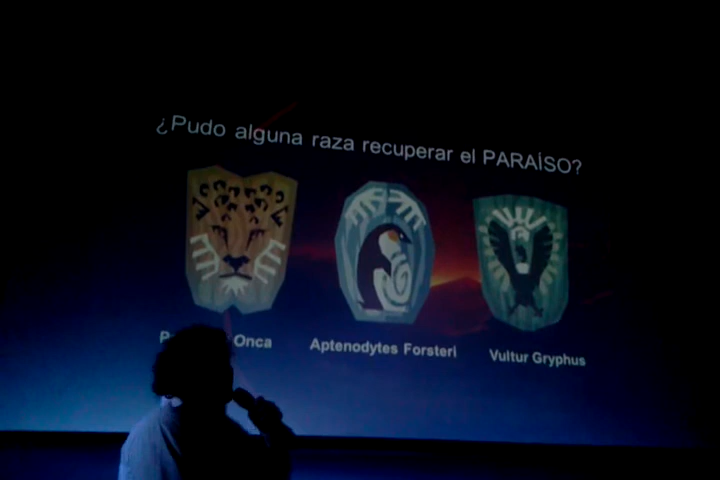 ¿Pudo alguna raza recuperar el PARAÍSO?
Onca
Aptenodytes Forsteri
Vultur Gryphus